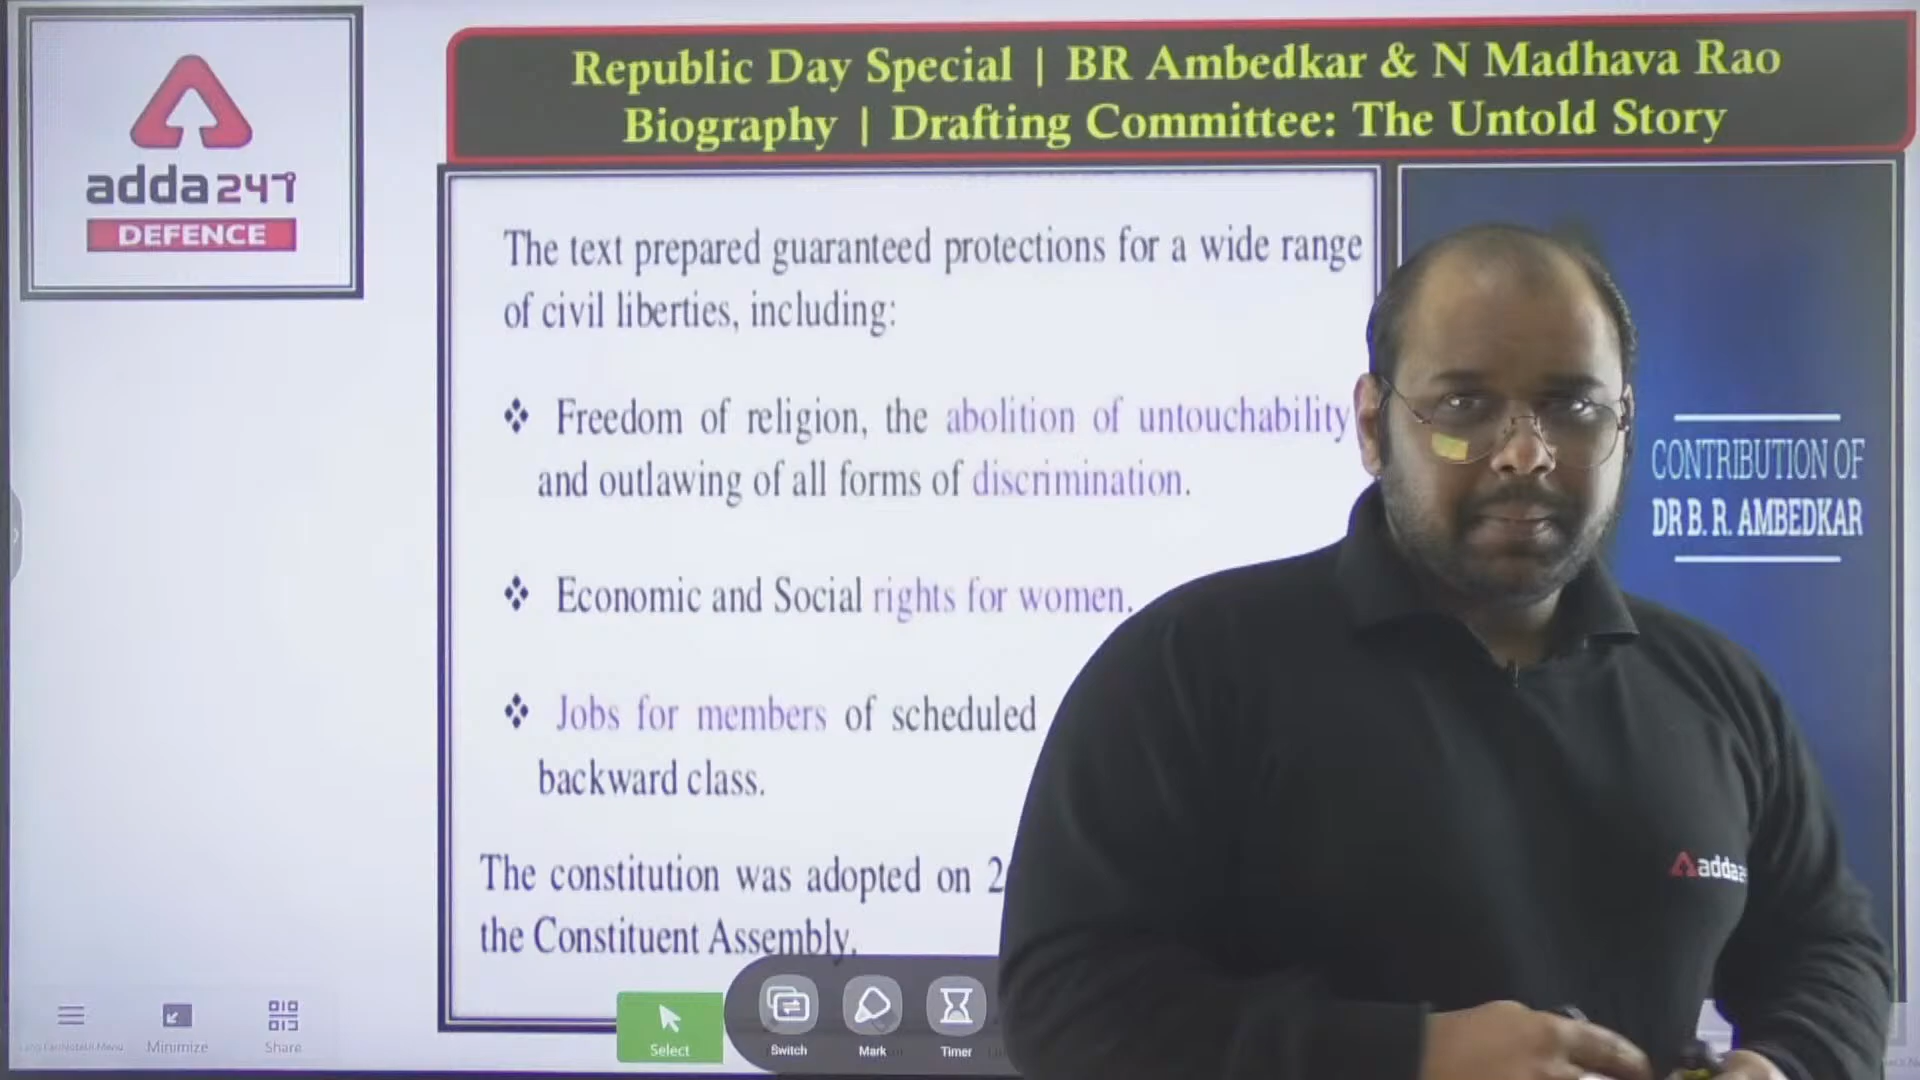 adda247
DEFENCE
Republic Day Special | BR Ambedkar & N Madhava Rao
Biography | Drafting Committee: The Untold Story
The text prepared guaranteed protections for a wide range
of civil liberties, including:
❖ Freedom of religion, the abolition of untouchability
and outlawing of all forms of discrimination.
❖ Economic and Social rights for women.
❖ Jobs for members of scheduled
backward class.
The constitution was adopted on 2
the Constituent Assembly.
CONTRIBUTION OF
DR B. R. AMBEDKAR
adda24
Minimize
Share
Select
Switch
Mark
Timer